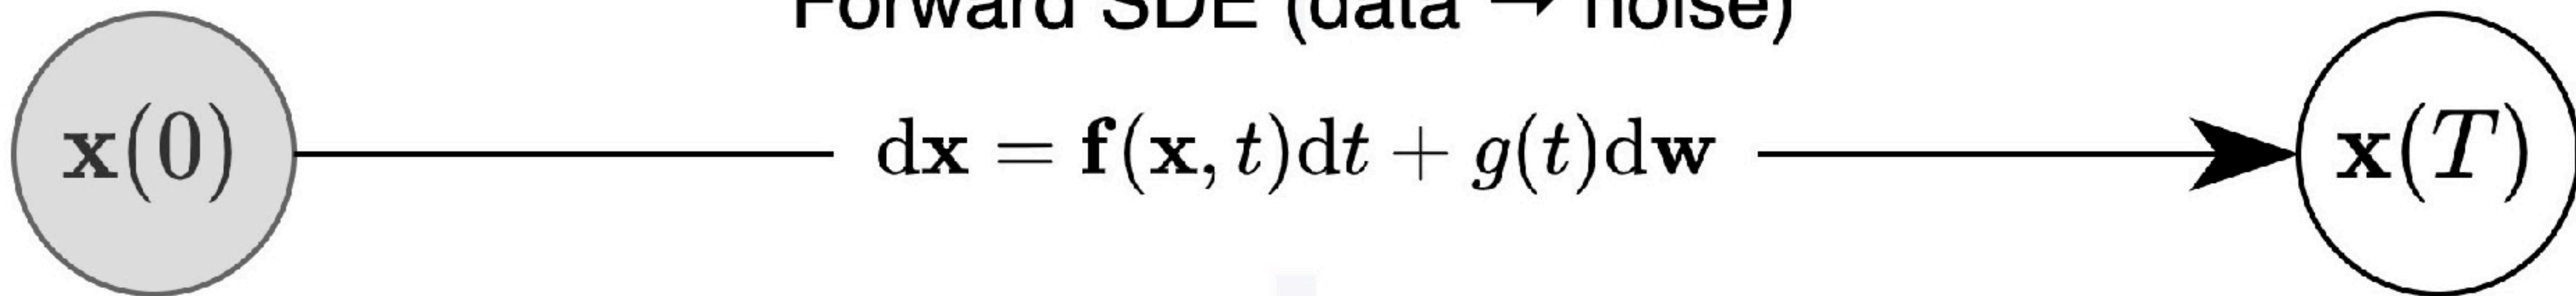 Forward SDE (data → noise)
x(0) dx = f(x, t)dt + g(t)dw x(T)